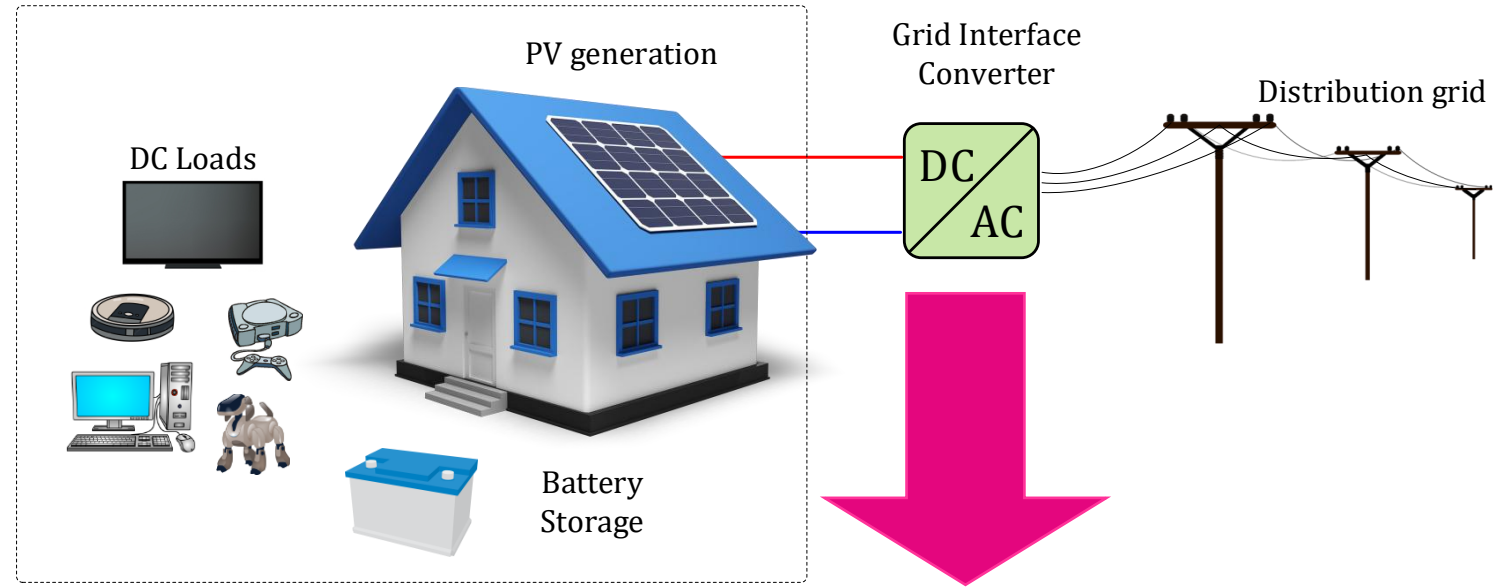 PV generation
Grid Interface
Converter
Distribution grid
DC Loads
DC
AC
Battery
Storage